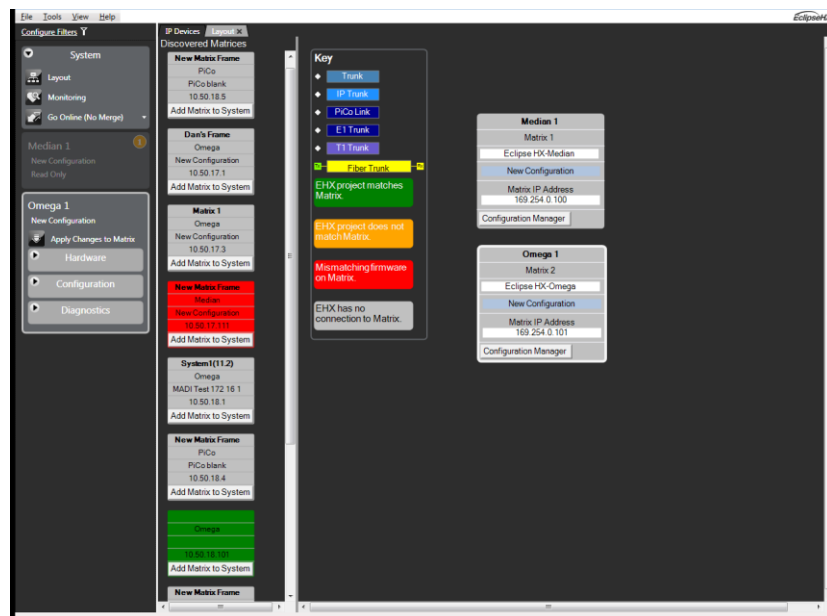 File Tools View Help
EclipseH
Configure Filters
System
Layout
Monitoring
Go Online (No Merge)
Median 1
1
New Configuration
Read Only
Omega 1
New Configuration
Apply Changes to Matrix
Hardware
Configuration
Diagnostics
IP Devices Layout x
Discovered Matrices
New Matrix Frame
PiCo
PiCo blank
10.50.18.5
Add Matrix to System
Dan's Frame
Omega
New Configuration
10.50.17.1
Add Matrix to System
Matrix 1
Omega
New Configuration
10.50.17.3
Add Matrix to System
New Matrix Frame
Median
New Configuration
10.50.17.111
Add Matrix to System
System1(11.2)
Omega
MADI Test 172 16 1
10.50.18.1
Add Matrix to System
New Matrix Frame
PiCo
PiCo blank
10.50.18.4
Add Matrix to System
Omega
10.50.18.101
Add Matrix to System
New Matrix Frame
Key
Trunk
IP Trunk
PiCo Link
E1 Trunk
T1 Trunk
Fiber Trunk
EHX project matches
Matrix.
EHX project does not
match Matrix.
Mismatching firmware
on Matrix.
EHX has no
connection to Matrix.
Median 1
Matrix 1
Eclipse HX-Median
New Configuration
Matrix IP Address
169.254.0.100
Configuration Manager
Omega 1
Matrix 2
Eclipse HX-Omega
New Configuration
Matrix IP Address
169.254.0.101
Configuration Manager